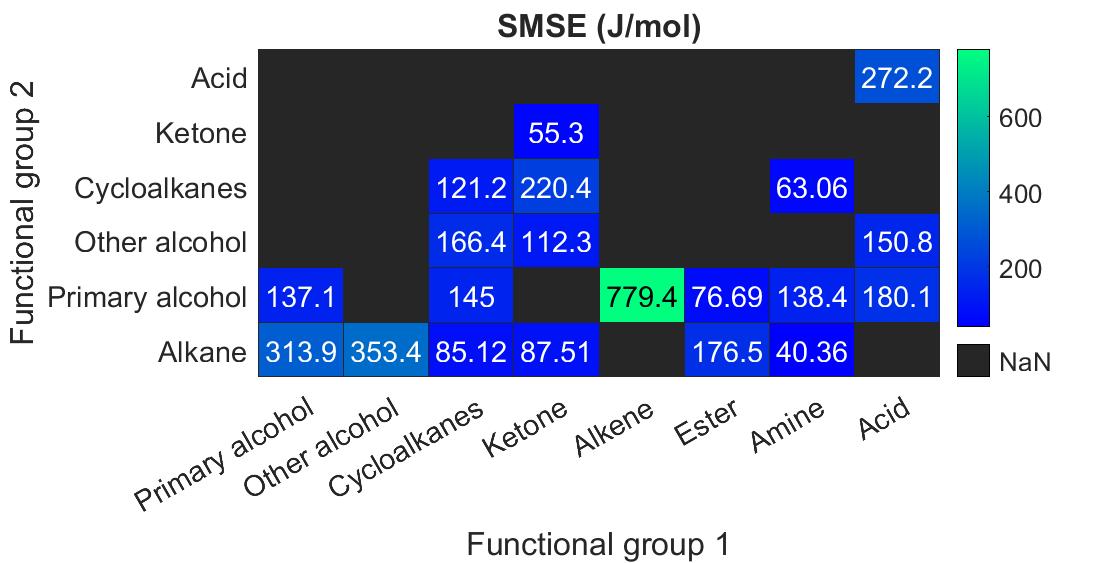 SMSE (J/mol)
Functional group 2
Acid 272.2
Ketone 55.3
Cycloalkanes 121.2 220.4 63.06
Other alcohol 166.4 112.3 150.8
Primary alcohol 137.1 145 779.4 76.69 138.4 180.1
Alkane 313.9 353.4 85.12 87.51 176.5 40.36
600
400
200
NaN
Primary alcohol
Other alcohol
Cycloalkanes
Ketone
Alkene
Ester
Amine
Acid
Functional group 1